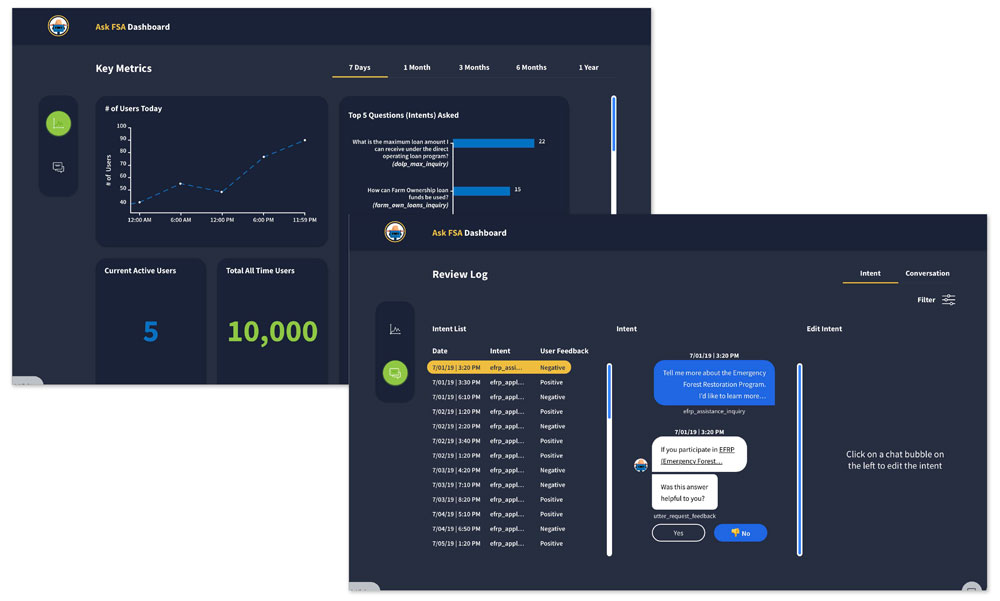 Ask FSA Dashboard
Key Metrics
7 Days 1 Month 3 Months 6 Months 1 Year
# of Users Today
# of Users
100
90
80
70
60
50
40
12:00 AM 6:00 AM 12:00 PM 6:00 PM 11:59 PM
Top 5 Questions (Intents) Asked
What is the maximum loan amount I
can receive under the direct
operating loan program?
(dolp_max_inquiry)
22
How can Farm Ownership loan
funds be used?
(farm_own_loans_inquiry)
15
Current Active Users
5
Total All Time Users
10,000
Ask FSA Dashboard
Review Log
Intent Conversation
Filter
Intent List
Date Intent User Feedback
7/01/19 | 3:20 PM efrp_assi... Negative
7/01/19 | 3:30 PM efrp_appl... Positive
7/01/19 | 6:10 PM efrp_appl... Negative
7/02/19 | 1:20 PM efrp_appl... Positive
7/02/19 | 2:20 PM efrp_appl... Negative
7/02/19 | 3:40 PM efrp_appl... Positive
7/02/19 | 1:20 PM efrp_appl... Positive
7/03/19 | 4:20 PM efrp_appl... Negative
7/03/19 | 7:10 PM efrp_appl... Negative
7/03/19 | 8:20 PM efrp_appl... Positive
7/04/19 | 5:10 PM efrp_appl... Positive
7/04/19 | 6:50 PM efrp_appl... Negative
7/05/19 | 1:20 PM efrp_appl... Positive
Intent
7/01/19 | 3:20 PM
Tell me more about the Emergency
Forest Restoration Program.
I'd like to learn more...
efrp_assistance_inquiry
7/01/19 | 3:20 PM
If you participate in EFRP
(Emergency Forest...
Was this answer
helpful to you?
utter_request_feedback
Yes
👎 No
Edit Intent
Click on a chat bubble on
the left to edit the intent